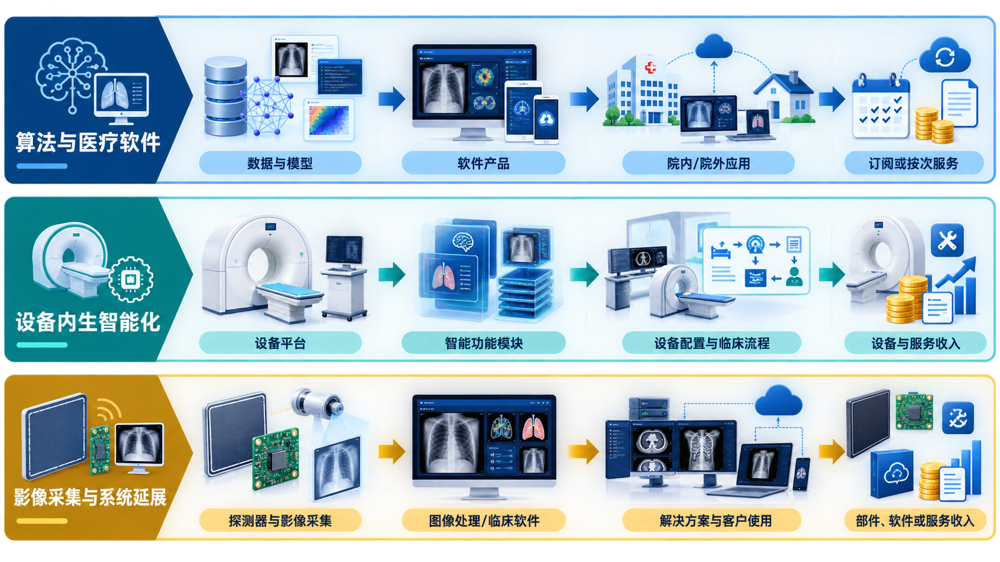 算法与医疗软件
数据与模型
软件产品
院内/院外应用
订阅或按次服务
设备内生智能化
设备平台
智能功能模块
设备配置与临床流程
设备与服务收入
影像采集与系统延展
探测器与影像采集
图像处理/临床软件
解决方案与客户使用
部件、软件或服务收入